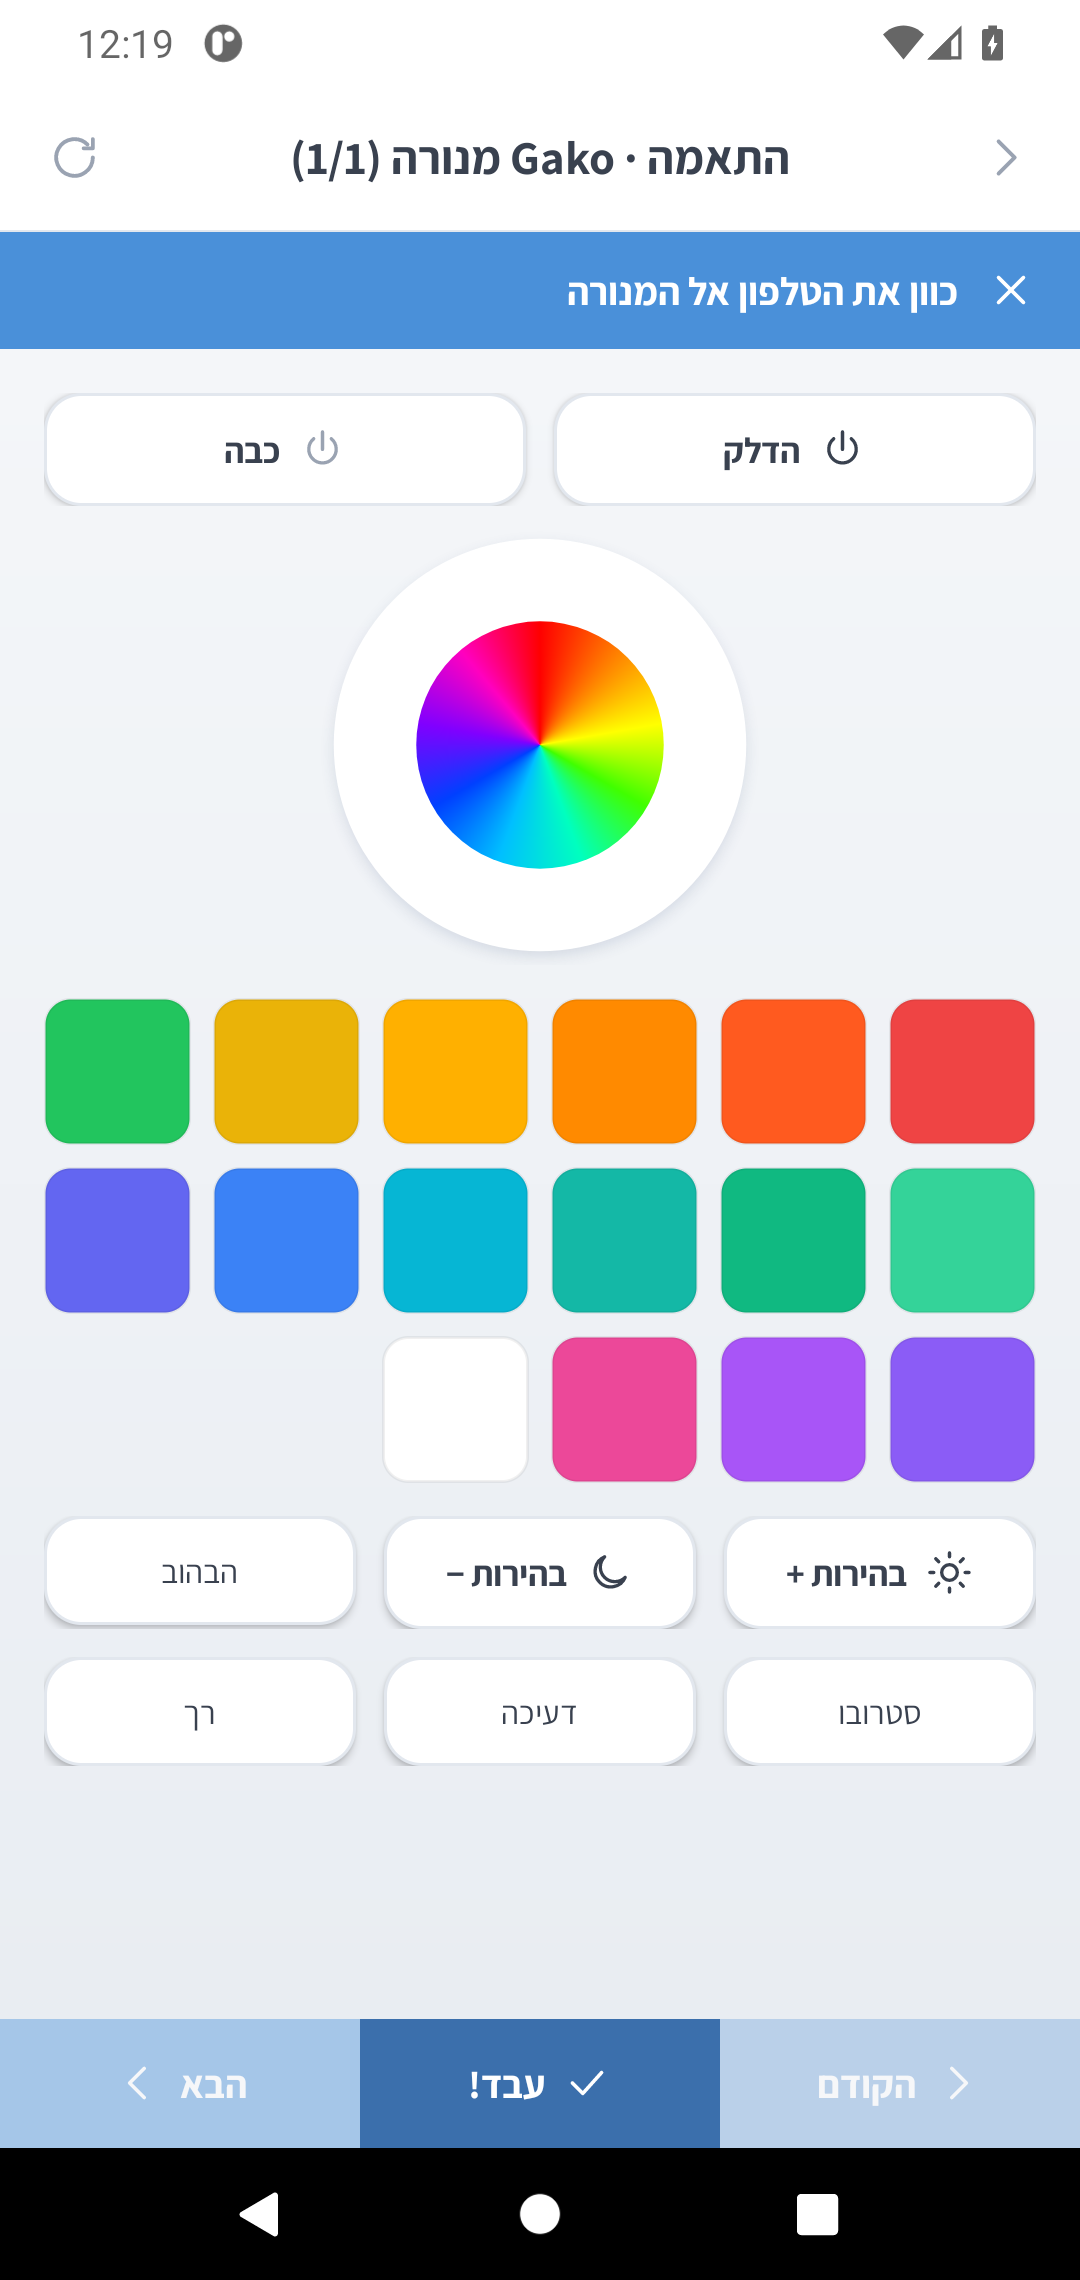 12:19
התאמה · Gako מנורה (1/1)
כוון את הטלפון אל המנורה
הדלק
כבה
בהירות +
בהירות −
הבהוב
סטרובו
דעיכה
רך
הקודם
עבד!
הבא